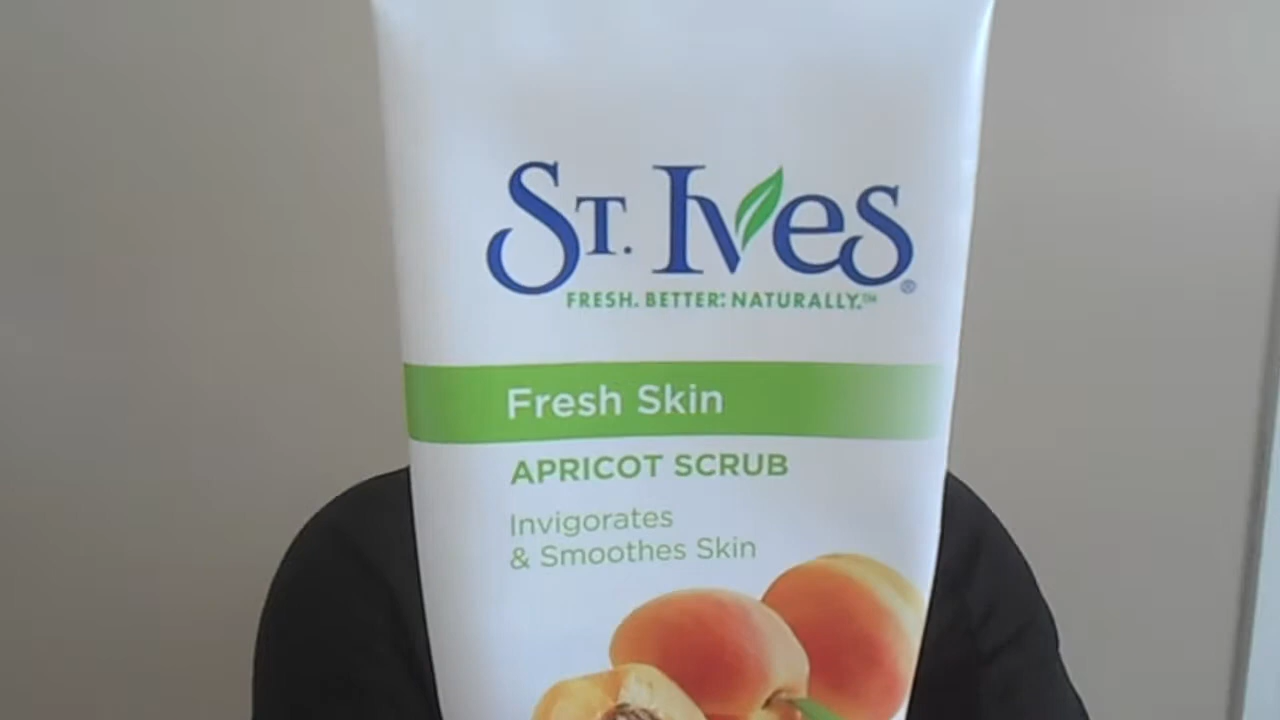 St. Ives®
FRESH. BETTER. NATURALLY.™
Fresh Skin
APRICOT SCRUB
Invigorates
& Smoothes Skin